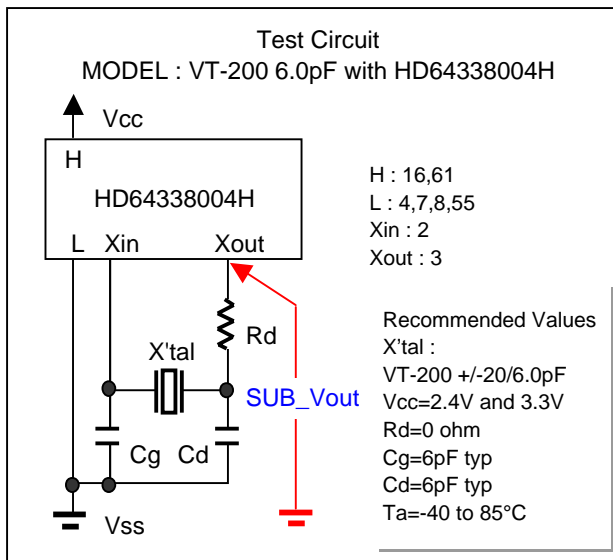 Test Circuit
MODEL : VT-200 6.0pF with HD64338004H
Vcc
H
HD64338004H
L Xin Xout
H : 16,61
L : 4,7,8,55
Xin : 2
Xout : 3
Rd
X'tal
SUB_Vout
Cg Cd
Vss
Recommended Values
X'tal :
VT-200 +/-20/6.0pF
Vcc=2.4V and 3.3V
Rd=0 ohm
Cg=6pF typ
Cd=6pF typ
Ta=-40 to 85°C